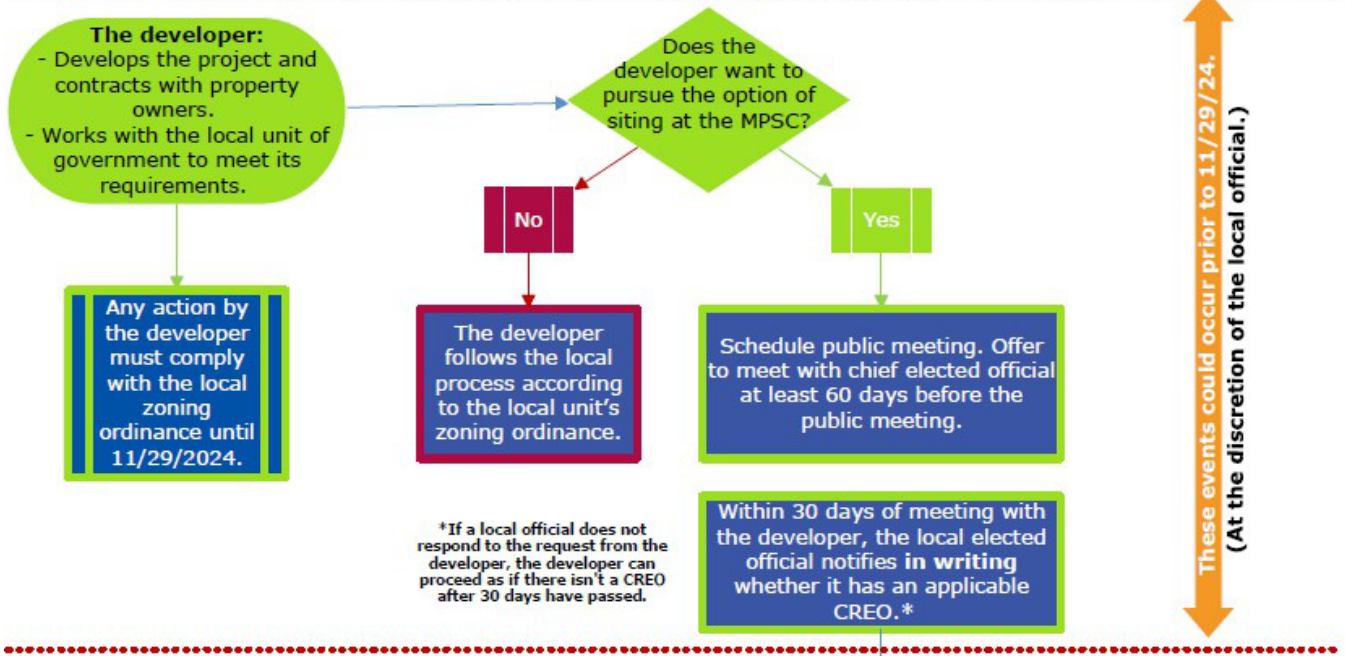 The developer:
- Develops the project and
contracts with property
owners.
- Works with the local unit of
government to meet its
requirements.
Does the
developer want to
pursue the option of
siting at the MPSC?
No
Yes
Any action by
the developer
must comply
with the local
zoning
ordinance until
11/29/2024.
The developer
follows the local
process according
to the local unit’s
zoning ordinance.
Schedule public meeting. Offer
to meet with chief elected official
at least 60 days before the
public meeting.
*If a local official does not
respond to the request from the
developer, the developer can
proceed as if there isn't a CREO
after 30 days have passed.
Within 30 days of meeting with
the developer, the local elected
official notifies in writing
whether it has an applicable
CREO.*
These events could occur prior to 11/29/24.
(At the discretion of the local official.)